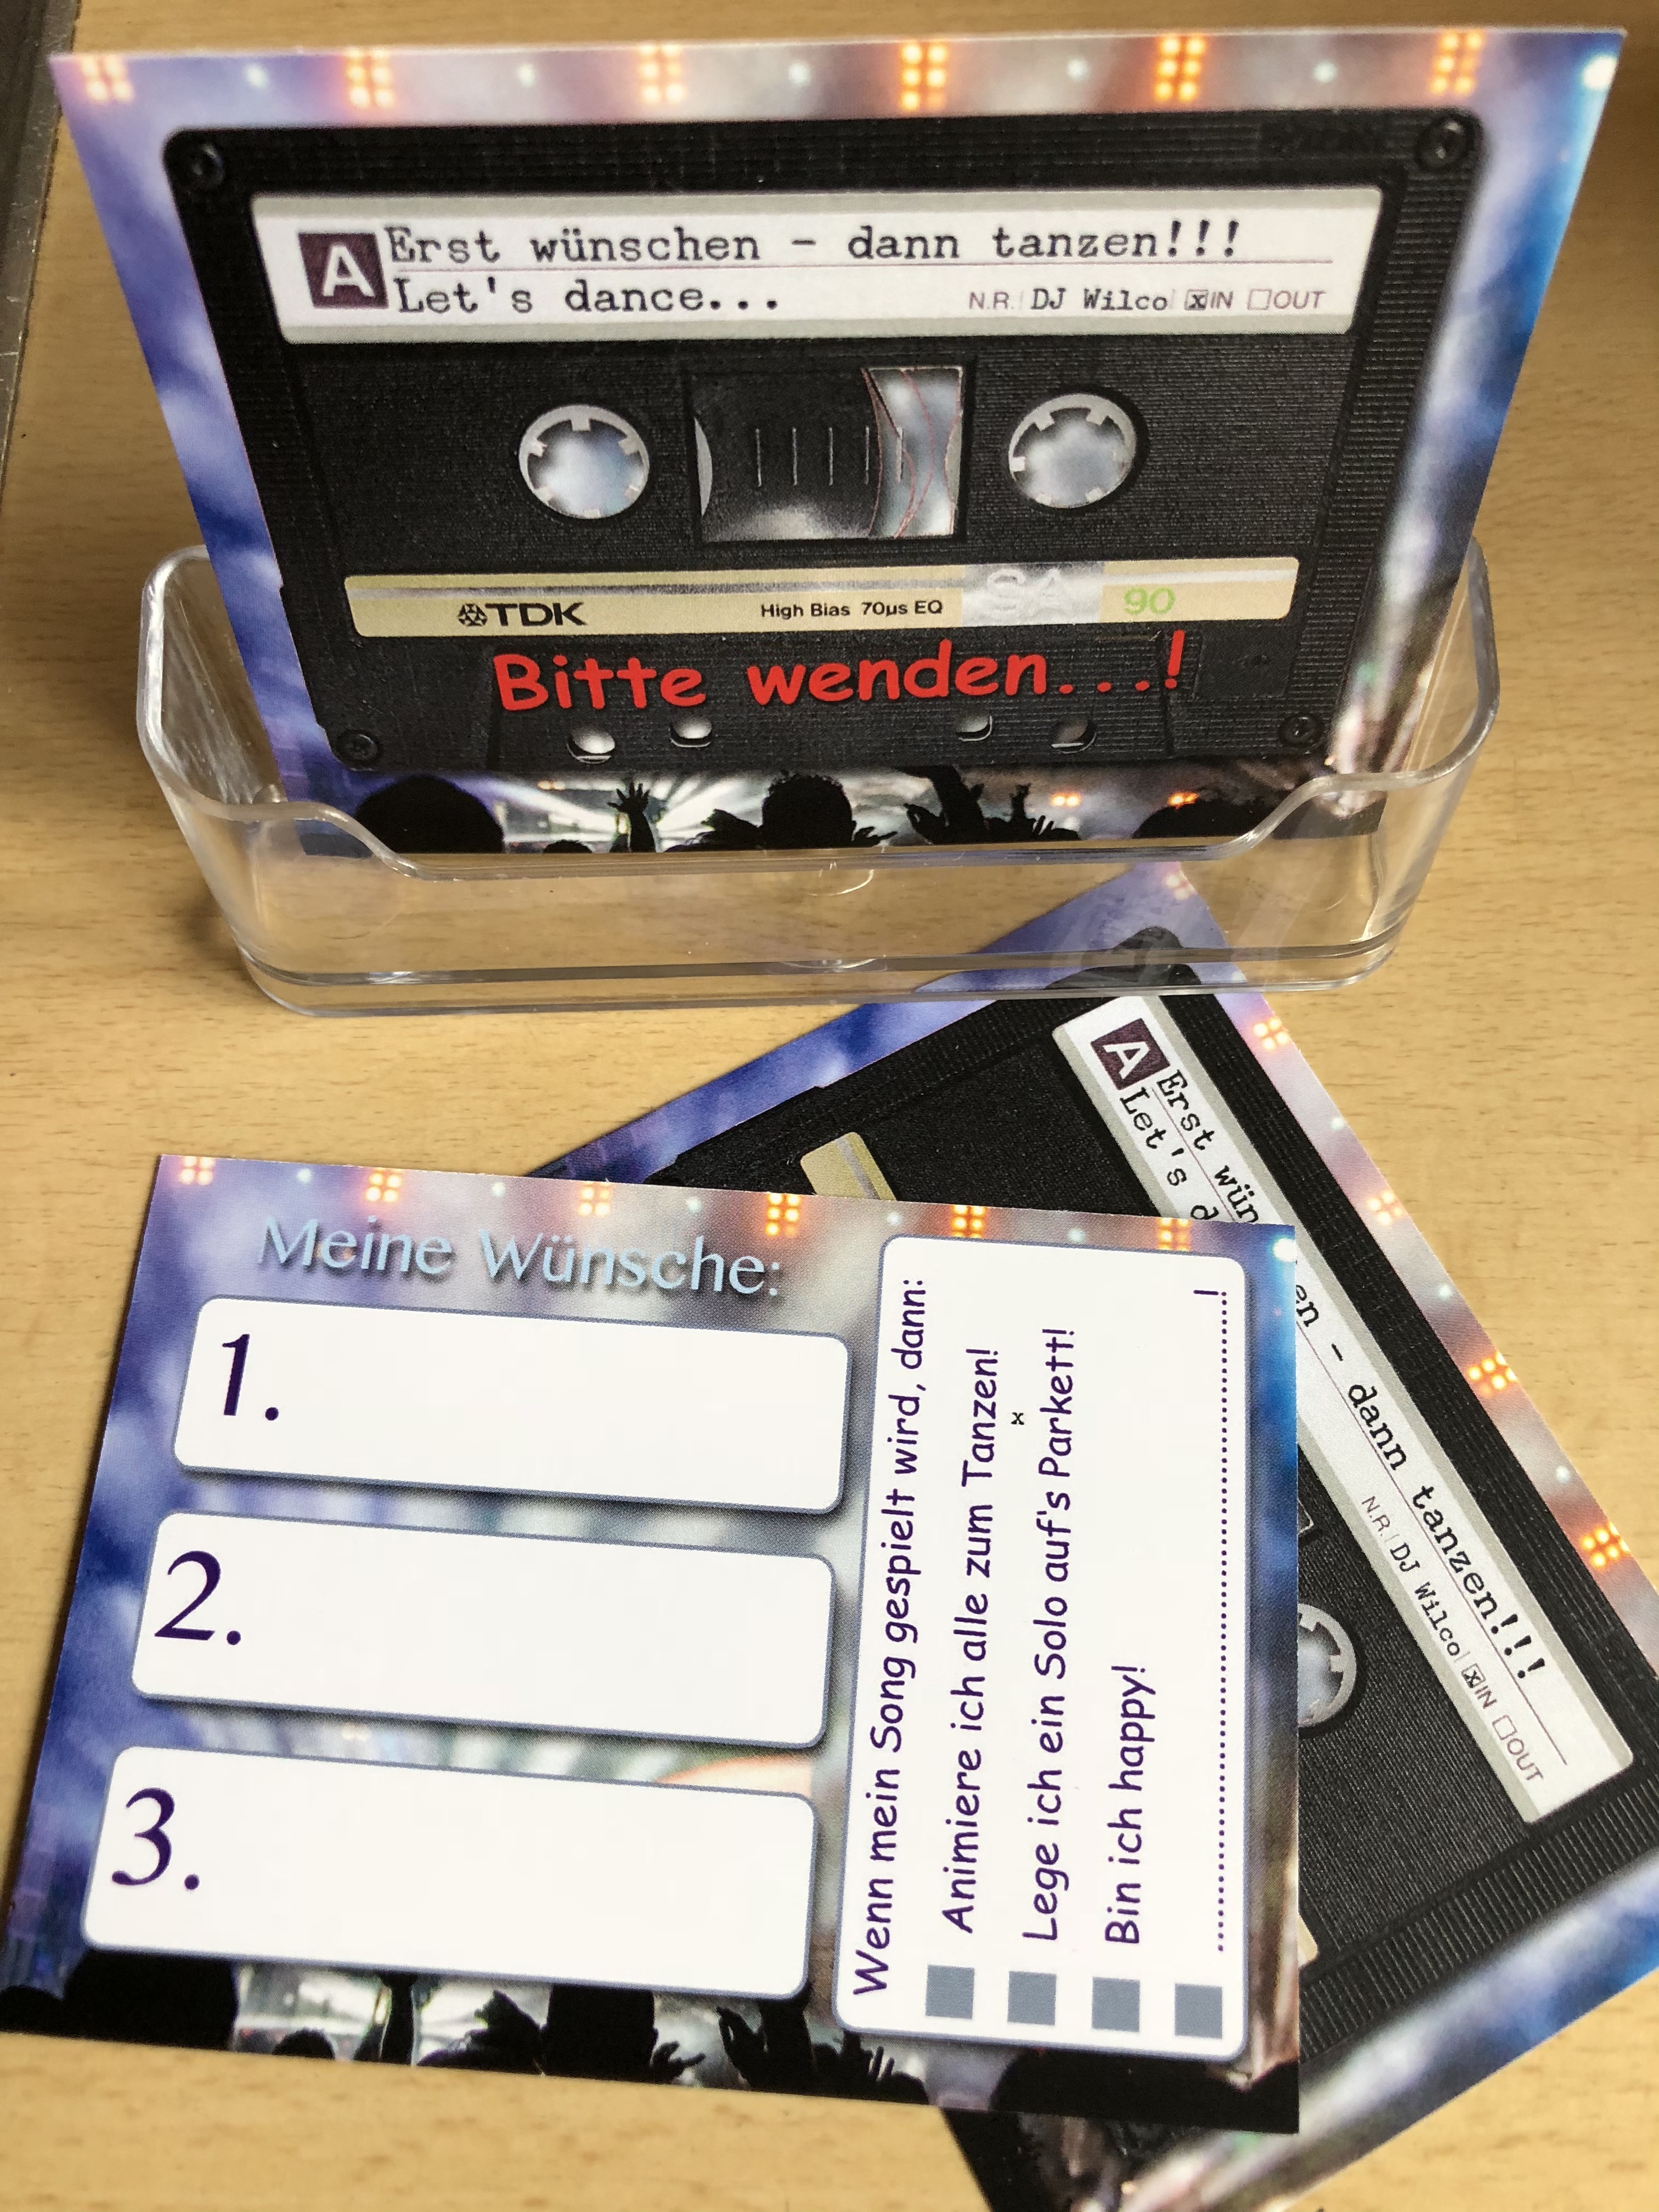 A Erst wünschen - dann tanzen!!!
Let's dance... N.R. DJ Wilco ☒IN ☐OUT
TDK High Bias 70µs EQ SA 90
Bitte wenden...!
A Erst wünschen - dann tanzen!!!
Let's d
N.R. DJ Wilco ☒IN ☐OUT
Meine Wünsche:
1.
2.
3.
Wenn mein Song gespielt wird, dann:
Animiere ich alle zum Tanzen!
x
Lege ich ein Solo auf's Parkett!
Bin ich happy!
..................................................!